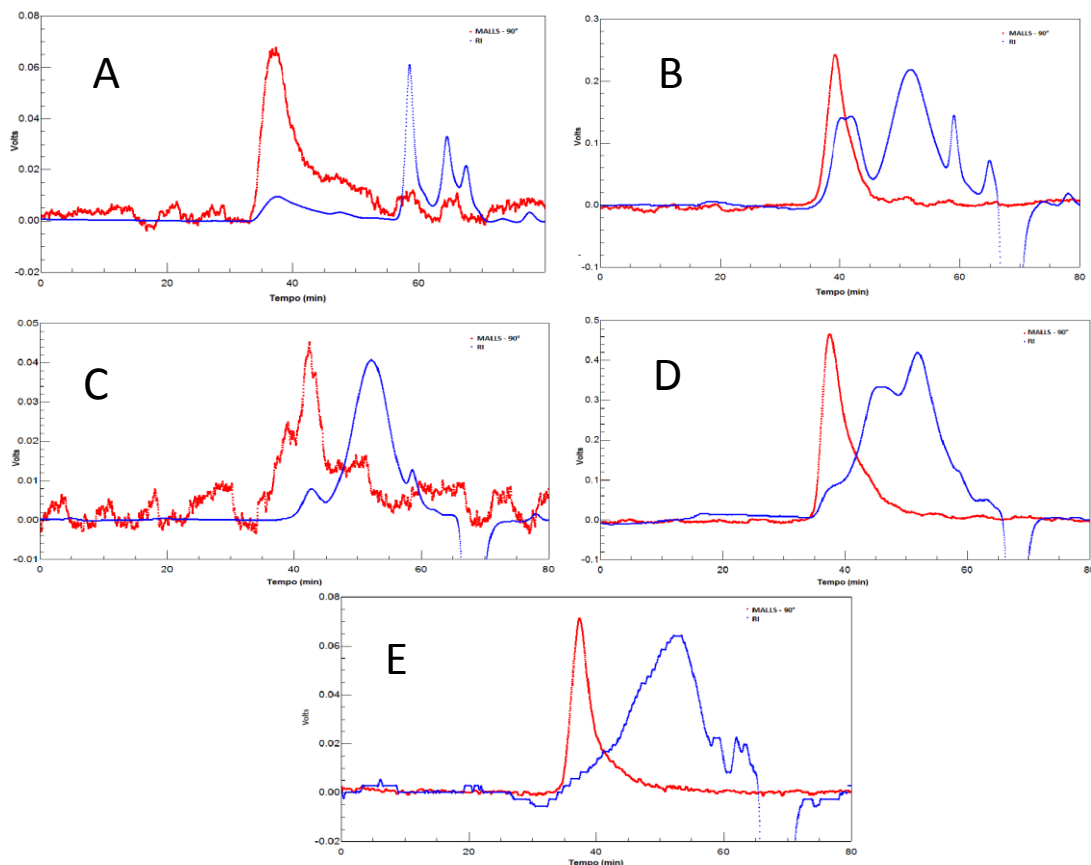 A
MALLS - 90°
RI
Volts
0.08
0.06
0.04
0.02
0.00
-0.02
0 20 40 60
Tempo (min)
B
MALLS - 90°
RI
Volts
0.3
0.2
0.1
0.0
-0.1
0 20 40 60 80
Tempo (min)
C
MALLS - 90°
RI
Volts
0.05
0.04
0.03
0.02
0.01
0.00
-0.01
0 20 40 60 80
Tempo (min)
D
MALLS - 90°
RI
Volts
0.5
0.4
0.3
0.2
0.1
0.0
-0.1
0 20 40 60 80
Tempo (min)
E
MALLS - 90°
RI
Volts
0.08
0.06
0.04
0.02
0.00
-0.02
0 20 40 60 80
Tempo (min)